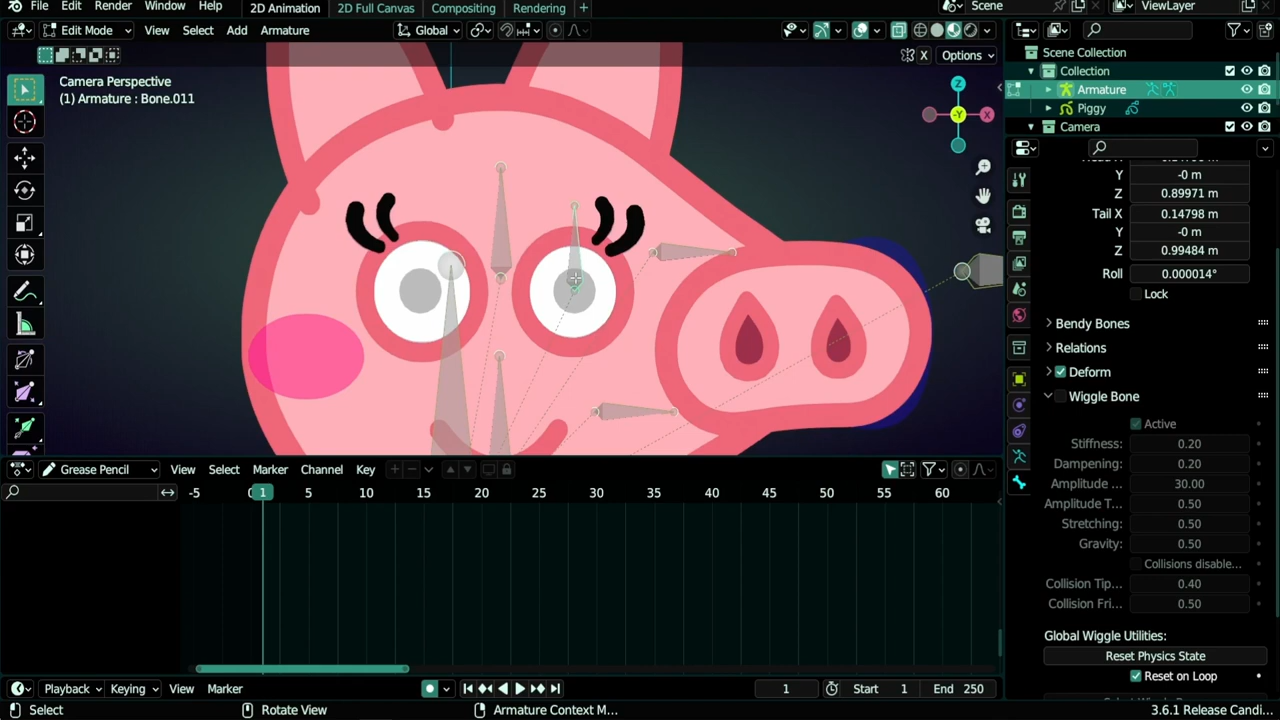 File Edit Render Window Help 2D Animation 2D Full Canvas Compositing Rendering + Scene ViewLayer
Edit Mode View Select Add Armature Global
X Options
Camera Perspective
(1) Armature : Bone.011
Z
-Y
X
Scene Collection
Collection
Armature
Piggy
Camera
Y -0 m
Z 0.89971 m
Tail X 0.14798 m
Y -0 m
Z 0.99484 m
Roll 0.000014°
Lock
Bendy Bones
Relations
Deform
Wiggle Bone
Active
Stiffness: 0.20
Dampening: 0.20
Amplitude ... 30.00
Amplitude T... 0.50
Stretching: 0.50
Gravity: 0.50
Collisions disable...
Collision Tip... 0.40
Collision Fri... 0.50
Global Wiggle Utilities:
Reset Physics State
Reset on Loop
Grease Pencil View Select Marker Channel Key
-5 0 1 5 10 15 20 25 30 35 40 45 50 55 60
Playback Keying View Marker 1 Start 1 End 250
Select Rotate View Armature Context M... 3.6.1 Release Candi...